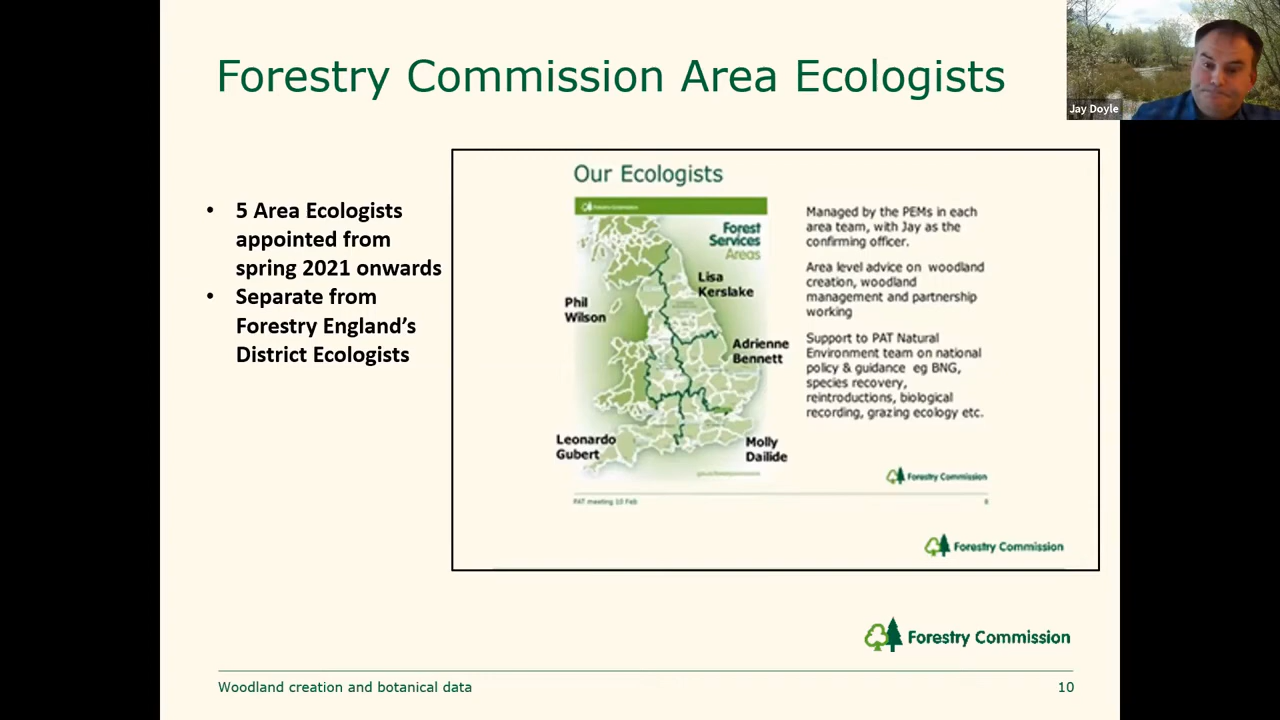 Forestry Commission Area Ecologists
Jay Doyle
• 5 Area Ecologists
appointed from
spring 2021 onwards
• Separate from
Forestry England's
District Ecologists
Our Ecologists
Forestry Commission
Forest
Services
Areas
Lisa
Kerslake
Phil
Wilson
Adrienne
Bennett
Leonardo
Gubert
Molly
Dailide
Managed by the PEMs in each
area team, with Jay as the
confirming officer.
Area level advice on woodland
creation, woodland
management and partnership
working
Support to PAT Natural
Environment team on national
policy & guidance eg BNG,
species recovery,
reintroductions, biological
recording, grazing ecology etc.
Forestry Commission
PAT meeting 10 Feb
8
Forestry Commission
Forestry Commission
Woodland creation and botanical data
10